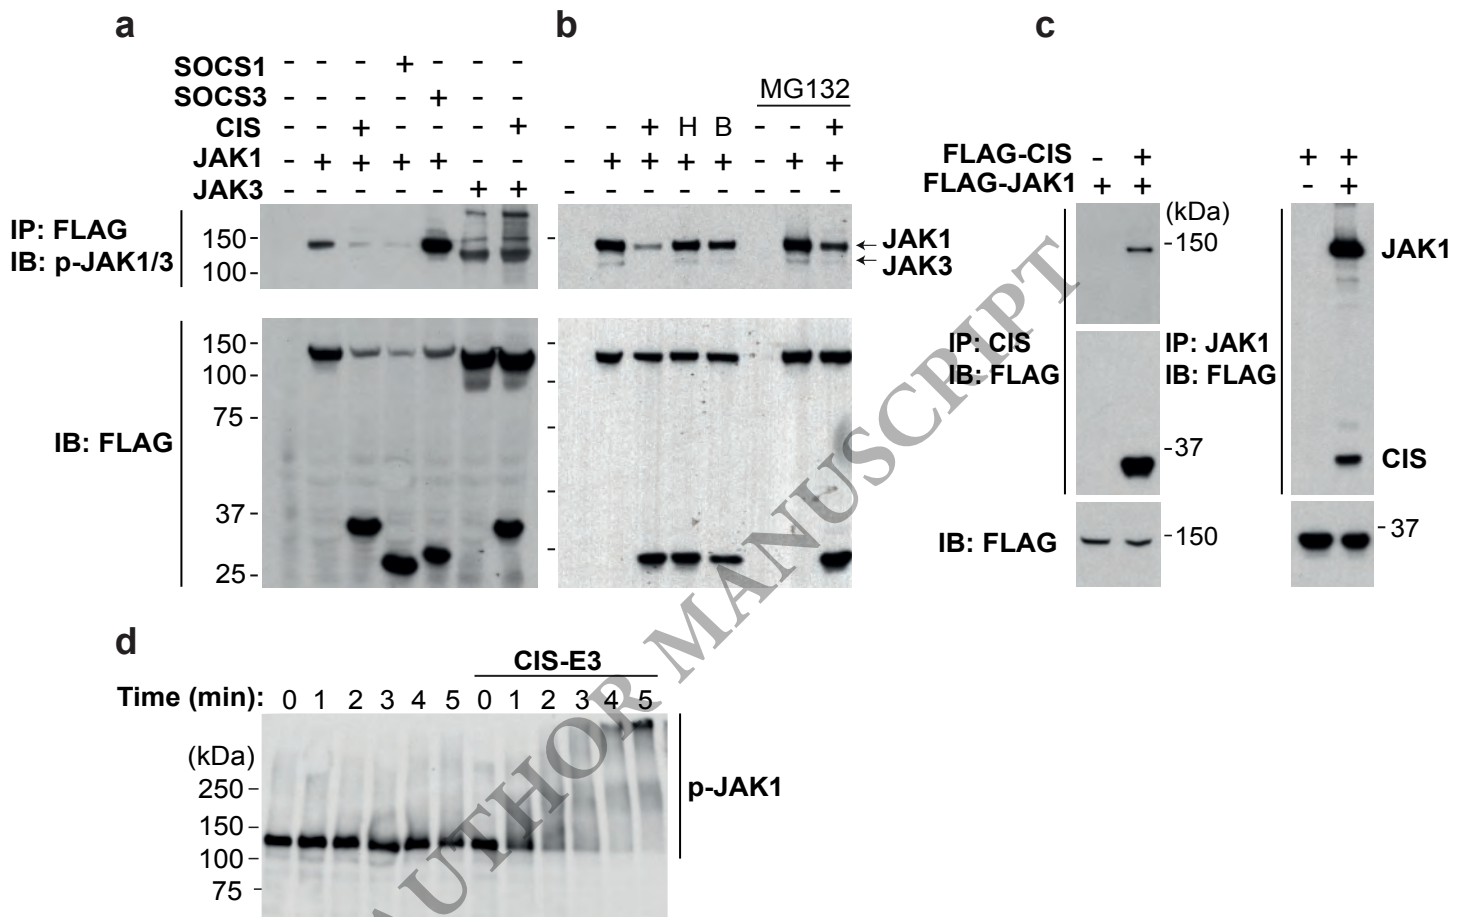 a
SOCS1 - - - + - - -
SOCS3 - - - - + - -
CIS - - + - - - +
JAK1 - + + + + - -
JAK3 - - - - - + +
IP: FLAG
IB: p-JAK1/3
150
100
IB: FLAG
150
100
75
37
25
b
MG132
- - + H B - - +
- + + + + - + +
- - - - - - - -
← JAK1
← JAK3
c
FLAG-CIS - + + +
FLAG-JAK1 + + - +
(kDa)
150
JAK1
IP: CIS
IB: FLAG
IP: JAK1
IB: FLAG
37
CIS
IB: FLAG
150
37
d
CIS-E3
Time (min): 0 1 2 3 4 5 0 1 2 3 4 5
(kDa)
250
150
100
75
p-JAK1
AUTHOR MANUSCRIPT